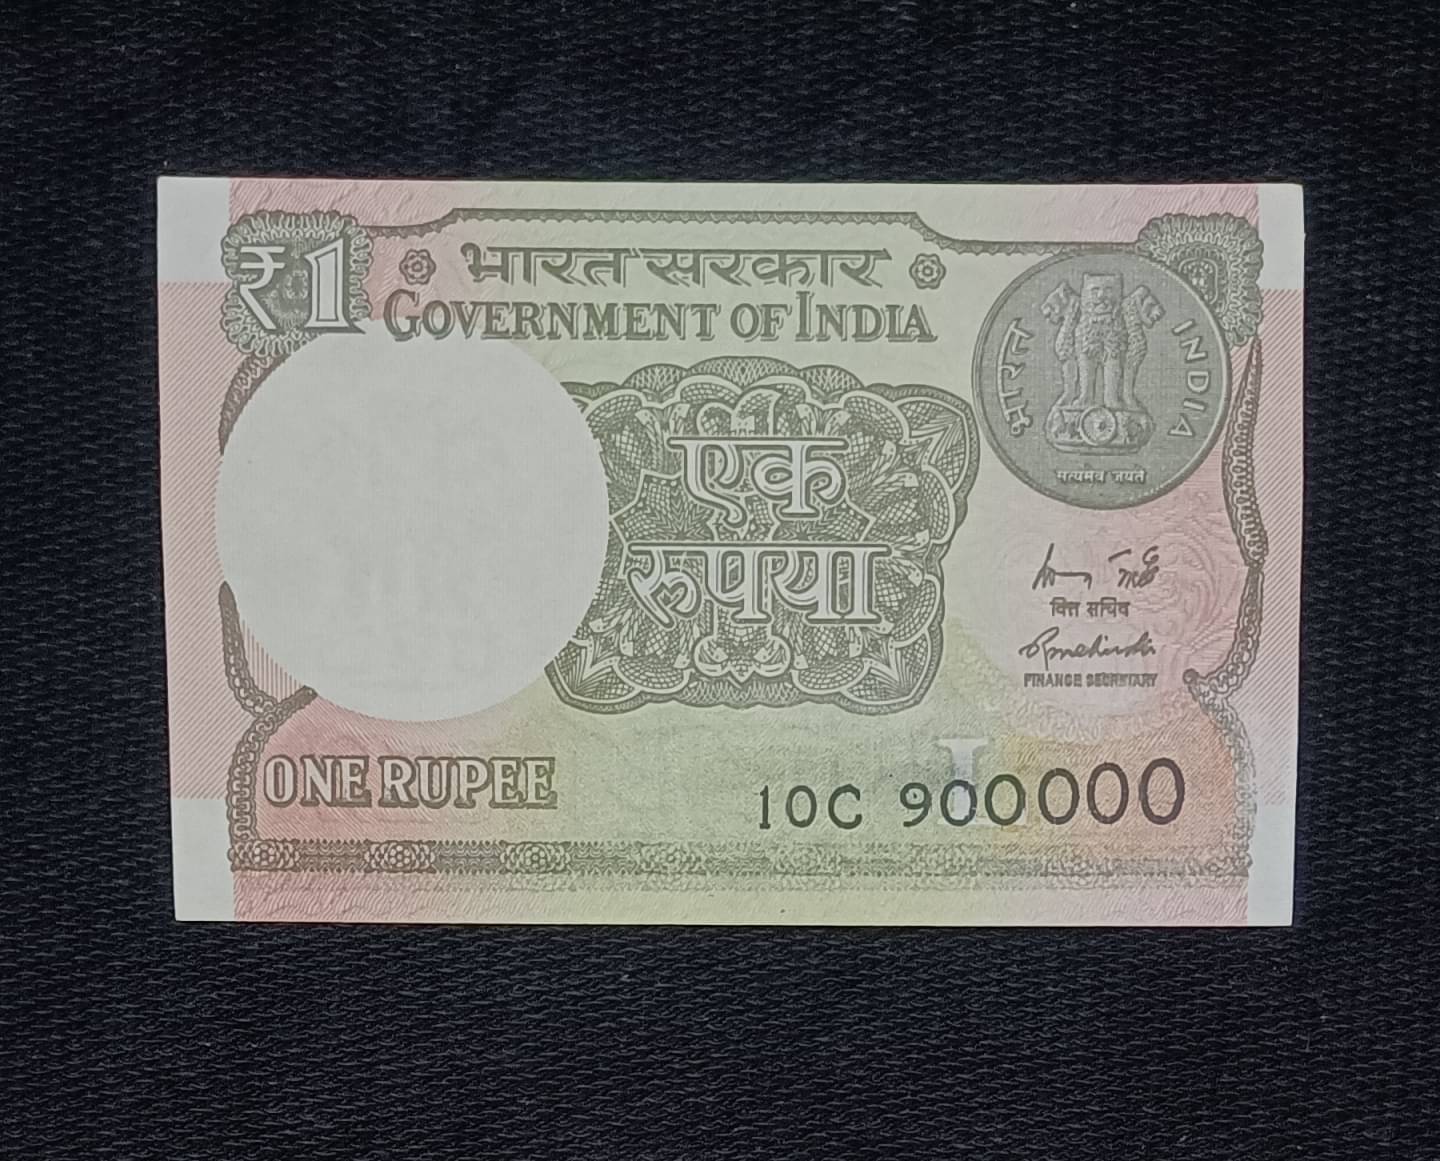 ₹1
भारत सरकार
GOVERNMENT OF INDIA
भारत
INDIA
सत्यमेव जयते
एक
रुपया
वित्त सचिव
FINANCE SECRETARY
L
ONE RUPEE
10C 900000